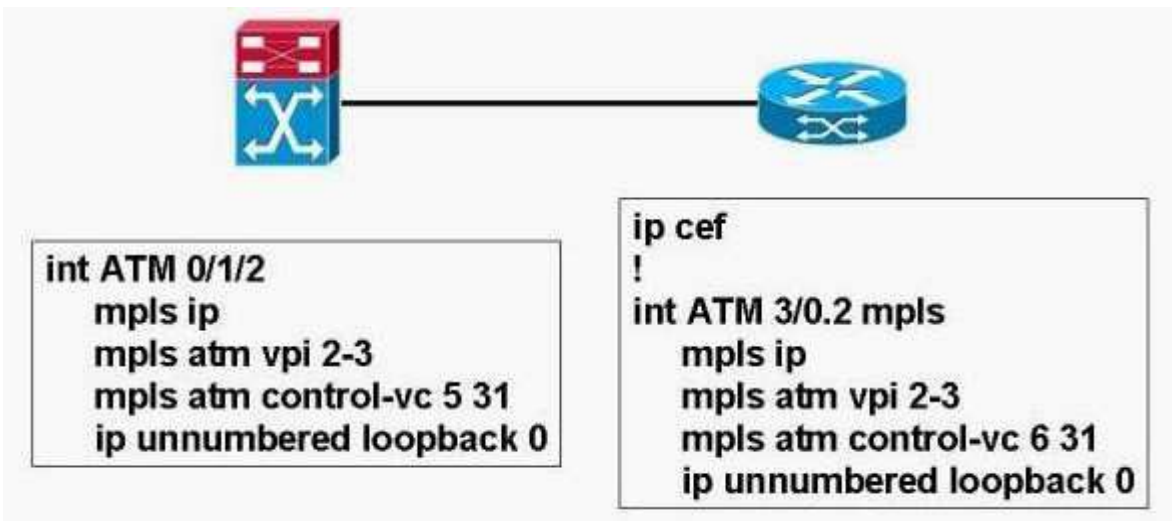 int ATM 0/1/2
mpls ip
mpls atm vpi 2-3
mpls atm control-vc 5 31
ip unnumbered loopback 0
ip cef
!
int ATM 3/0.2 mpls
mpls ip
mpls atm vpi 2-3
mpls atm control-vc 6 31
ip unnumbered loopback 0